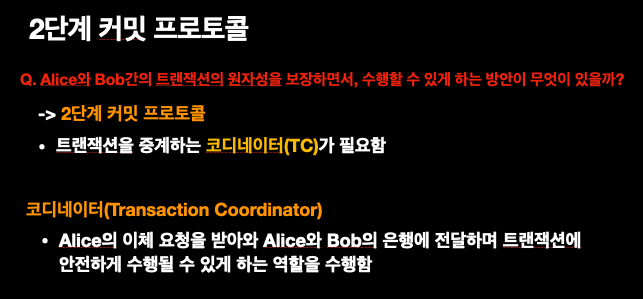 2단계 커밋 프로토콜
Q. Alice와 Bob간의 트랜잭션의 원자성을 보장하면서, 수행할 수 있게 하는 방안이 무엇이 있을까?
-> 2단계 커밋 프로토콜
• 트랜잭션을 중계하는 코디네이터(TC)가 필요함
코디네이터(Transaction Coordinator)
• Alice의 이체 요청을 받아와 Alice와 Bob의 은행에 전달하며 트랜잭션에
안전하게 수행될 수 있게 하는 역할을 수행함